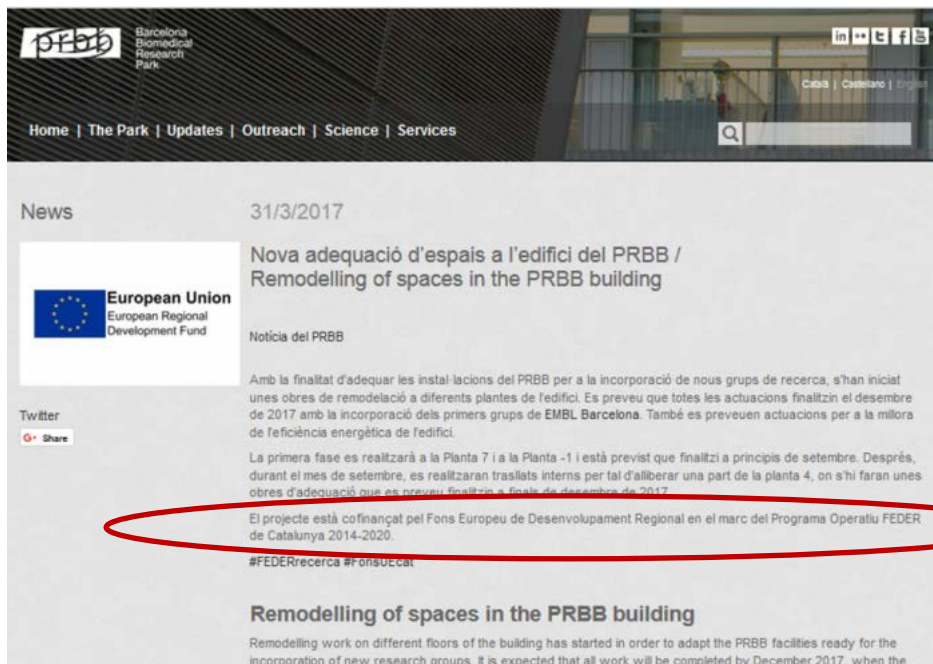 prbb
Barcelona
Biomedical
Research
Park
Català | Castellano | English
Home | The Park | Updates | Outreach | Science | Services
News
31/3/2017
Nova adequació d'espais a l'edifici del PRBB /
Remodelling of spaces in the PRBB building
European Union
European Regional
Development Fund
Notícia del PRBB
Amb la finalitat d'adequar les instal·lacions del PRBB per a la incorporació de nous grups de recerca, s'han iniciat
unes obres de remodelació a diferents plantes de l'edifici. Es preveu que totes les actuacions finalitzin el desembre
de 2017 amb la incorporació dels primers grups de EMBL Barcelona. També es preveuen actuacions per a la millora
de l'eficiència energètica de l'edifici.
Twitter
G+ Share
La primera fase es realitzarà a la Planta 7 i a la Planta -1 i està previst que finalitzi a principis de setembre. Després,
durant el mes de setembre, es realitzaran trasllats interns per tal d'alliberar una part de la planta 4, on s'hi faran unes
obres d'adequació que es preveu finalitzin a finals de desembre de 2017.
El projecte està cofinançat pel Fons Europeu de Desenvolupament Regional en el marc del Programa Operatiu FEDER
de Catalunya 2014-2020.
#FEDERrecerca #FonsUEcat
Remodelling of spaces in the PRBB building
Remodelling work on different floors of the building has started in order to adapt the PRBB facilities ready for the
incorporation of new research groups. It is expected that all work will be completed by December 2017, when the